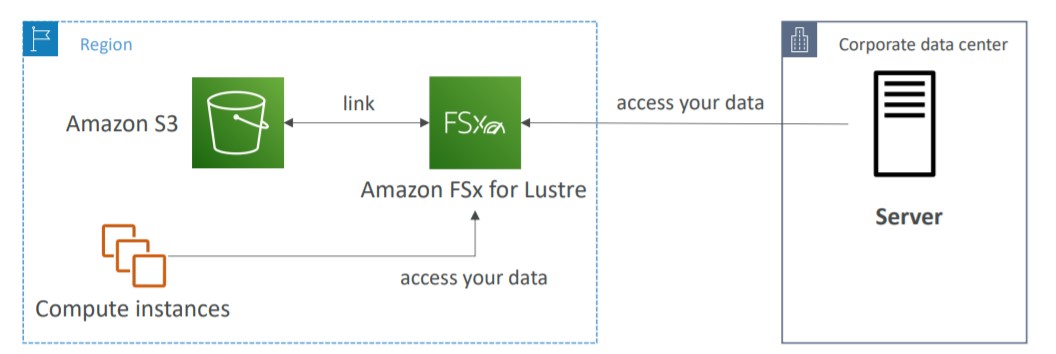 Region
Corporate data center
Amazon S3
link
FSx
access your data
Amazon FSx for Lustre
Server
access your data
Compute instances